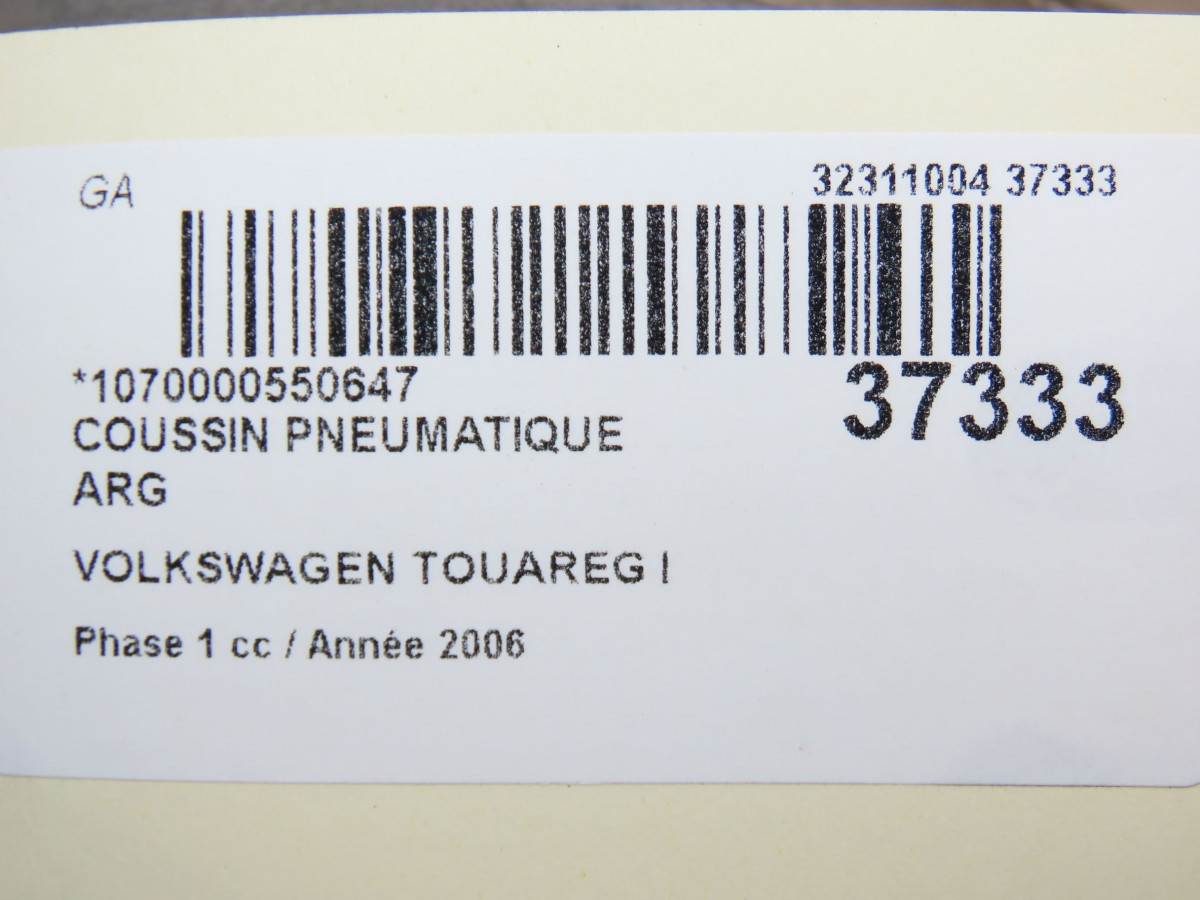 GA
32311004 37333
*1070000550647
37333
COUSSIN PNEUMATIQUE
ARG
VOLKSWAGEN TOUAREG I
Phase 1 cc / Année 2006